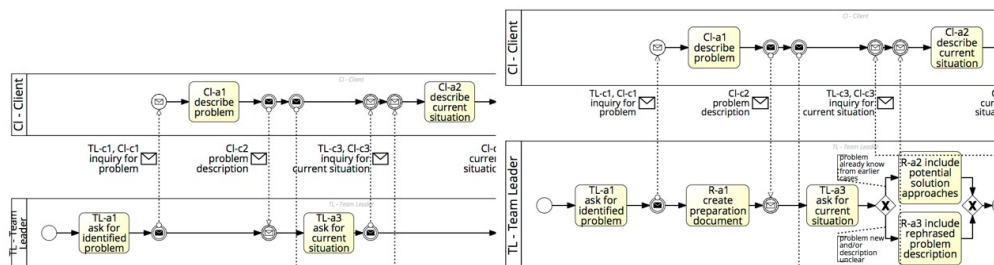 Cl - Client
Cl - Client
Cl-a1
describe
problem
Cl-a2
describe
current
situation
TL-c1, Cl-c1
inquiry for
problem
Cl-c2
problem
description
TL-c3, Cl-c3
inquiry for
current situation
Cl-c
curren
situatio
TL - Team
Leader
TL - Team Leader
TL-a1
ask for
identified
problem
TL-a3
ask for
current
situation
Cl - Client
Cl - Client
Cl-a1
describe
problem
Cl-a2
describe
current
situation
TL-c1, Cl-c1
inquiry for
problem
Cl-c2
problem
description
TL-c3, Cl-c3
inquiry for
current situation
C
cur
situ
TL - Team Leader
TL - Team Leader
TL-a1
ask for
identified
problem
R-a1
create
preparation
document
TL-a3
ask for
current
situation
problem
already know
from earlier
cases
R-a2 include
potential
solution
approaches
problem new
and/or
description
unclear
R-a3 include
rephrased
problem
description